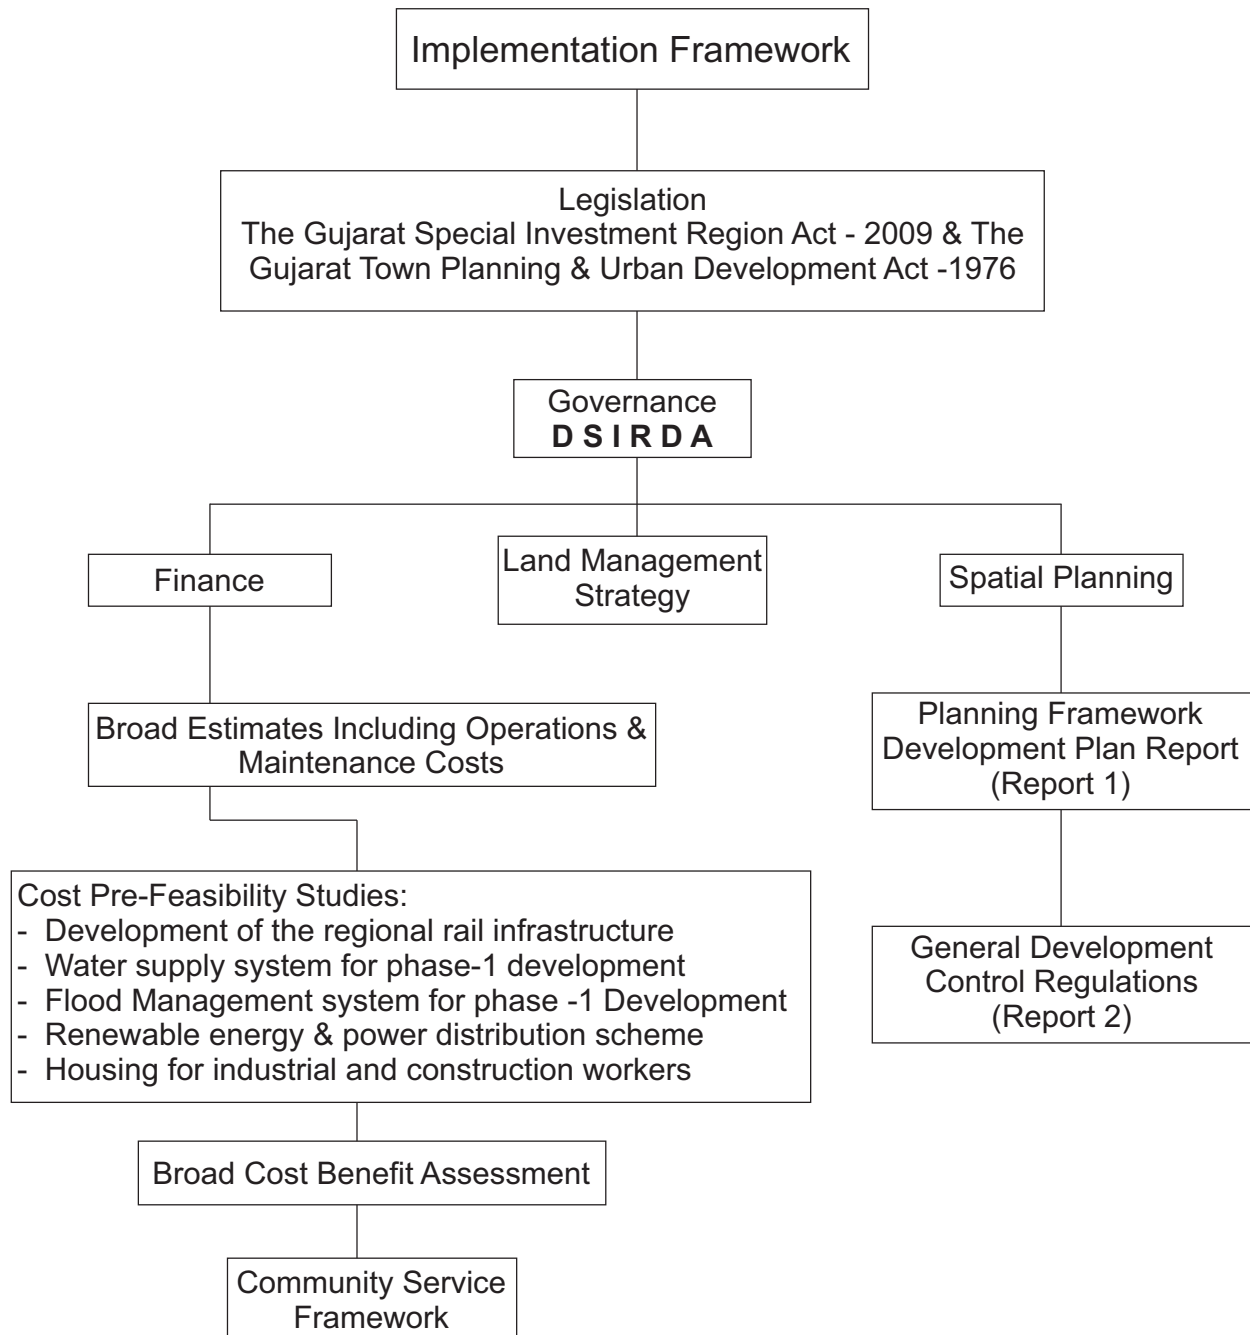 Implementation Framework
Legislation
The Gujarat Special Investment Region Act - 2009 & The
Gujarat Town Planning & Urban Development Act -1976
Governance
D S I R D A
Finance
Land Management
Strategy
Spatial Planning
Broad Estimates Including Operations &
Maintenance Costs
Planning Framework
Development Plan Report
(Report 1)
Cost Pre-Feasibility Studies:
- Development of the regional rail infrastructure
- Water supply system for phase-1 development
- Flood Management system for phase -1 Development
- Renewable energy & power distribution scheme
- Housing for industrial and construction workers
General Development
Control Regulations
(Report 2)
Broad Cost Benefit Assessment
Community Service
Framework